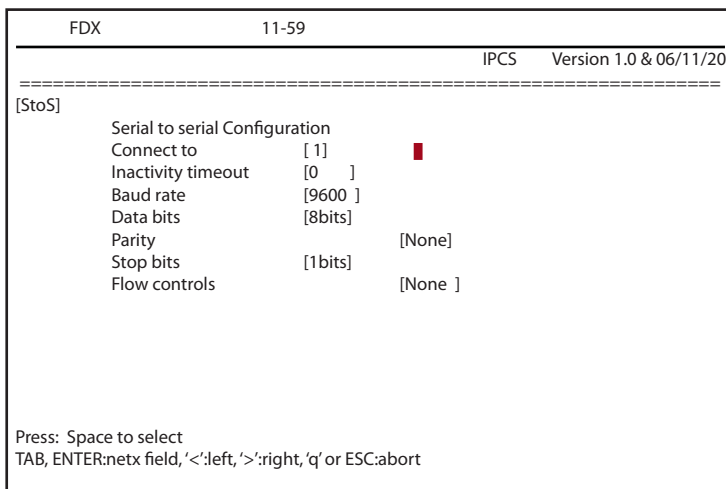 FDX 11-59
IPCS Version 1.0 & 06/11/20
================================================================
[StoS]
Serial to serial Configuration
Connect to [ 1]
Inactivity timeout [0 ]
Baud rate [9600 ]
Data bits [8bits]
Parity [None]
Stop bits [1bits]
Flow controls [None ]
Press: Space to select
TAB, ENTER:netx field, ‘<’:left, ‘>’:right, ‘q’ or ESC:abort